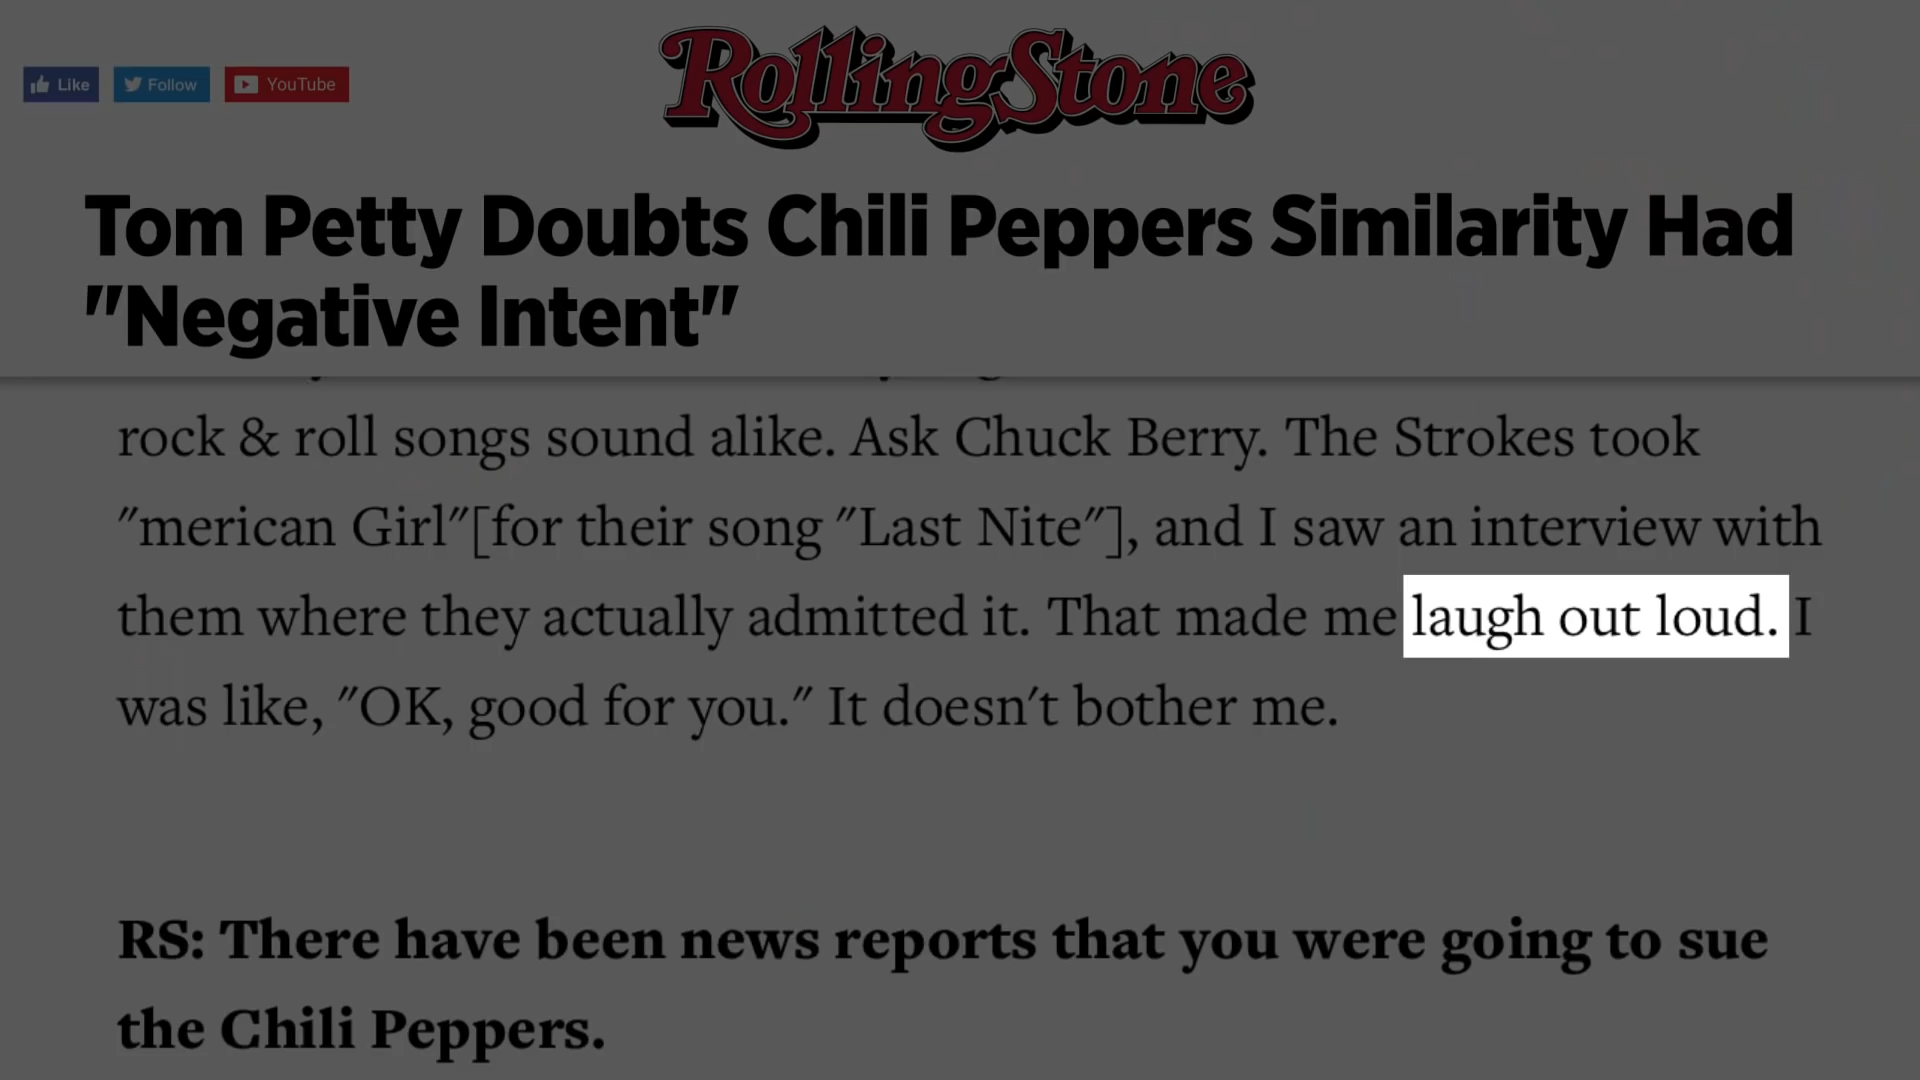 Like Follow YouTube
RollingStone
Tom Petty Doubts Chili Peppers Similarity Had
"Negative Intent"
rock & roll songs sound alike. Ask Chuck Berry. The Strokes took
"merican Girl"[for their song "Last Nite"], and I saw an interview with
them where they actually admitted it. That made me laugh out loud. I
was like, "OK, good for you." It doesn't bother me.
RS: There have been news reports that you were going to sue
the Chili Peppers.